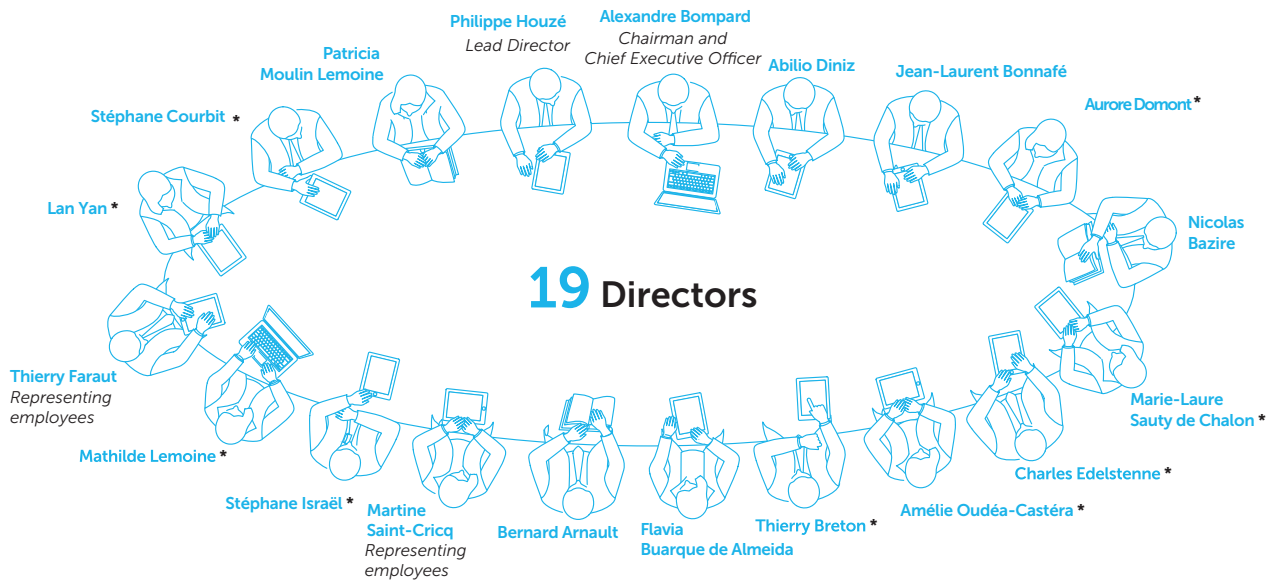 Philippe Houzé
Lead Director
Alexandre Bompard
Chairman and
Chief Executive Officer
Patricia
Moulin Lemoine
Abilio Diniz
Jean-Laurent Bonnafé
Stéphane Courbit *
Aurore Domont *
Lan Yan *
Nicolas
Bazire
19 Directors
Thierry Faraut
Representing
employees
Marie-Laure
Sauty de Chalon *
Mathilde Lemoine *
Charles Edelstenne *
Stéphane Israël *
Martine
Saint-Cricq
Representing
employees
Bernard Arnault
Flavia
Buarque de Almeida
Thierry Breton *
Amélie Oudéa-Castéra *